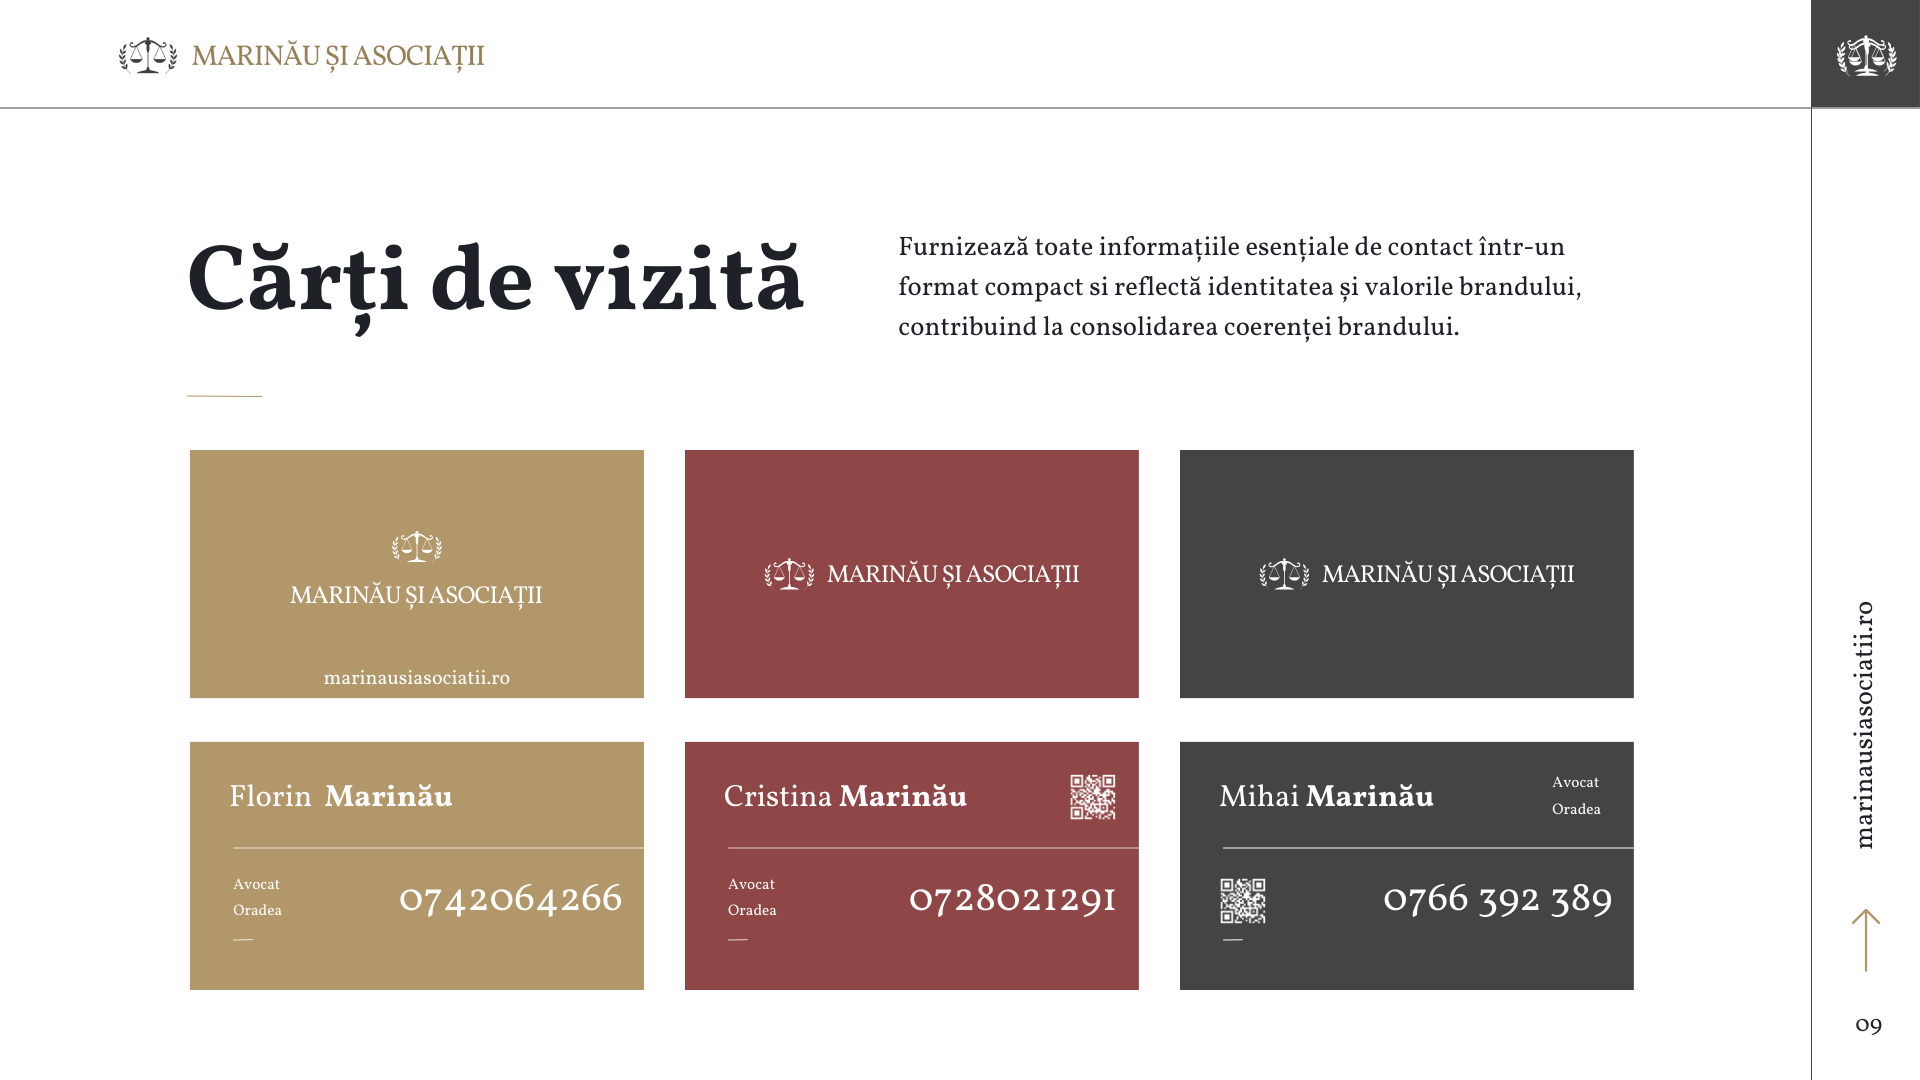 MARINĂU ȘI ASOCIAȚII
Cărți de vizită
Furnizează toate informațiile esențiale de contact într-un
format compact si reflectă identitatea și valorile brandului,
contribuind la consolidarea coerenței brandului.
MARINĂU ȘI ASOCIAȚII
marinausiasociatii.ro
MARINĂU ȘI ASOCIAȚII
MARINĂU ȘI ASOCIAȚII
Florin Marinău
Avocat
Oradea
0742064266
Cristina Marinău
Avocat
Oradea
0728021291
Mihai Marinău
Avocat
Oradea
0766 392 389
marinausiasociatii.ro
09